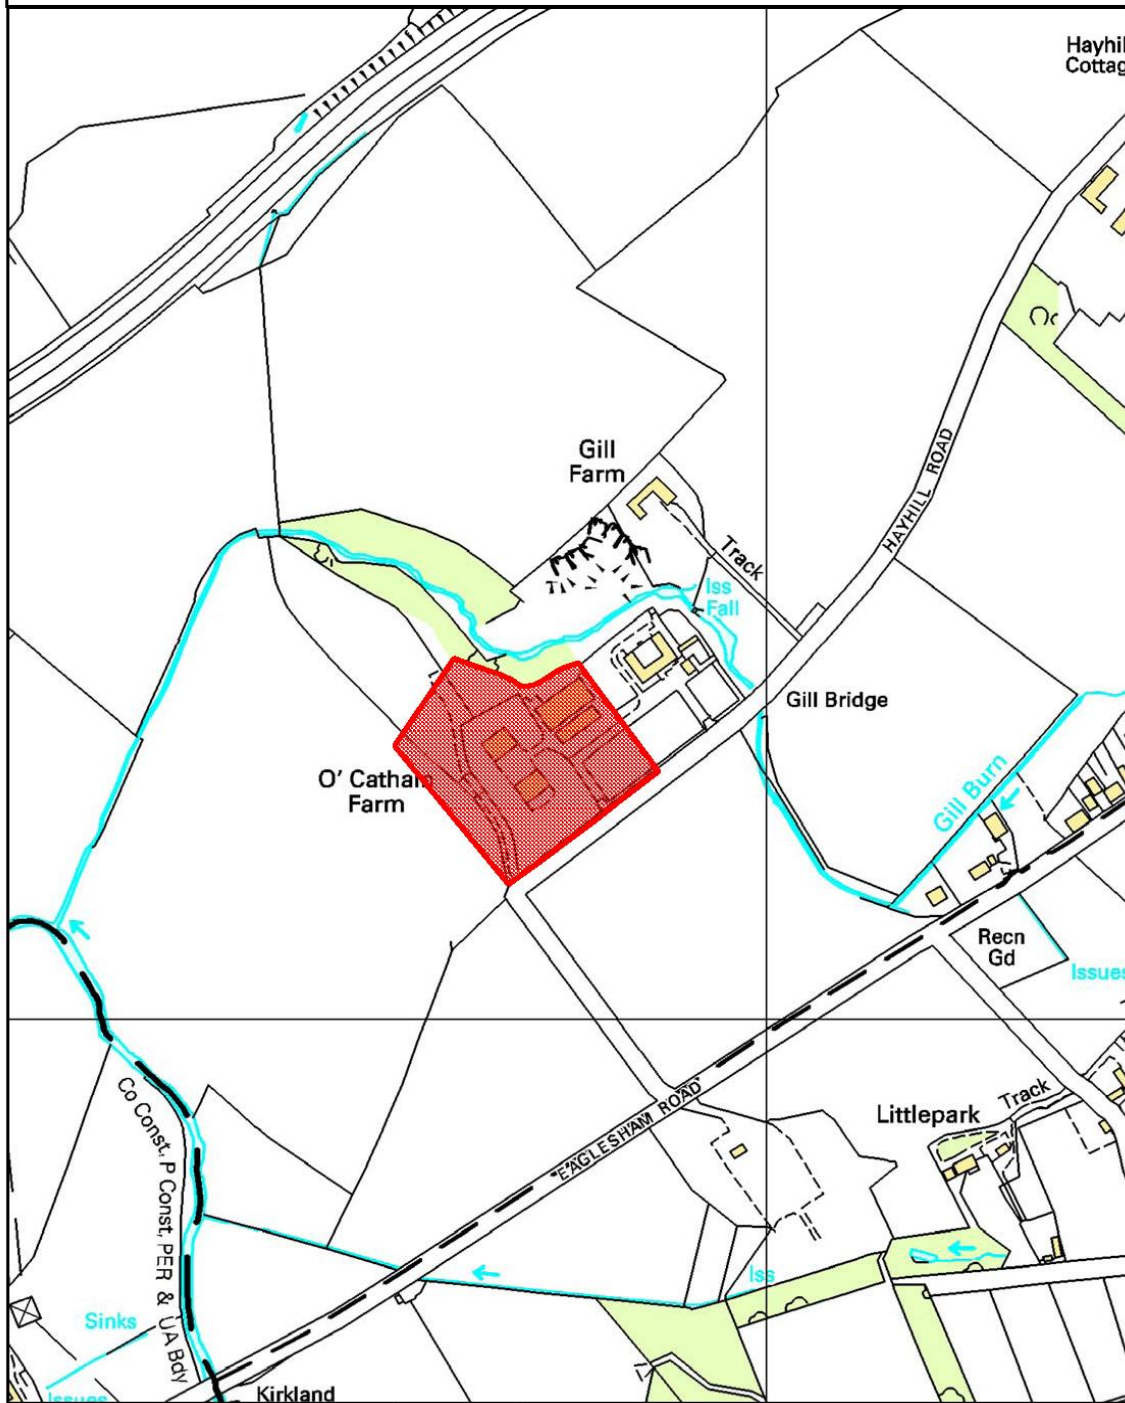 Hayhil
Cottag
Gill
Farm
HAYHILL ROAD
Track
Iss
Fall
Gill Bridge
O' Catham
Farm
Gill Burn
Recn
Gd
Issues
EAGLESHAM ROAD
Littlepark
Track
Co Const, P Const, PER & UA Bdy
Iss
Sinks
Issues
Kirkland